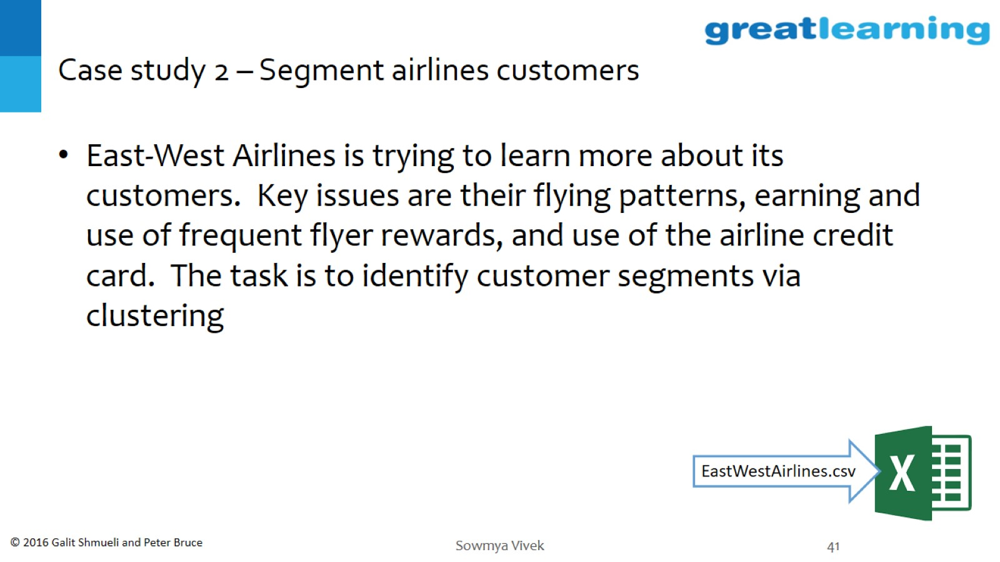 greatlearning
Case study 2 – Segment airlines customers
• East-West Airlines is trying to learn more about its
customers.  Key issues are their flying patterns, earning and
use of frequent flyer rewards, and use of the airline credit
card.  The task is to identify customer segments via
clustering
EastWestAirlines.csv
X
© 2016 Galit Shmueli and Peter Bruce
Sowmya Vivek
41